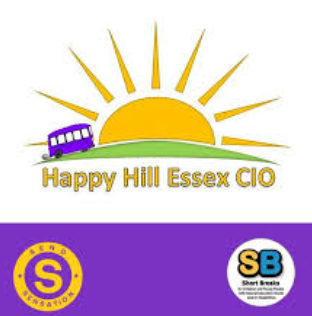 Happy Hill Essex CIO
SEND
S
SENSATION
SB
Short Breaks